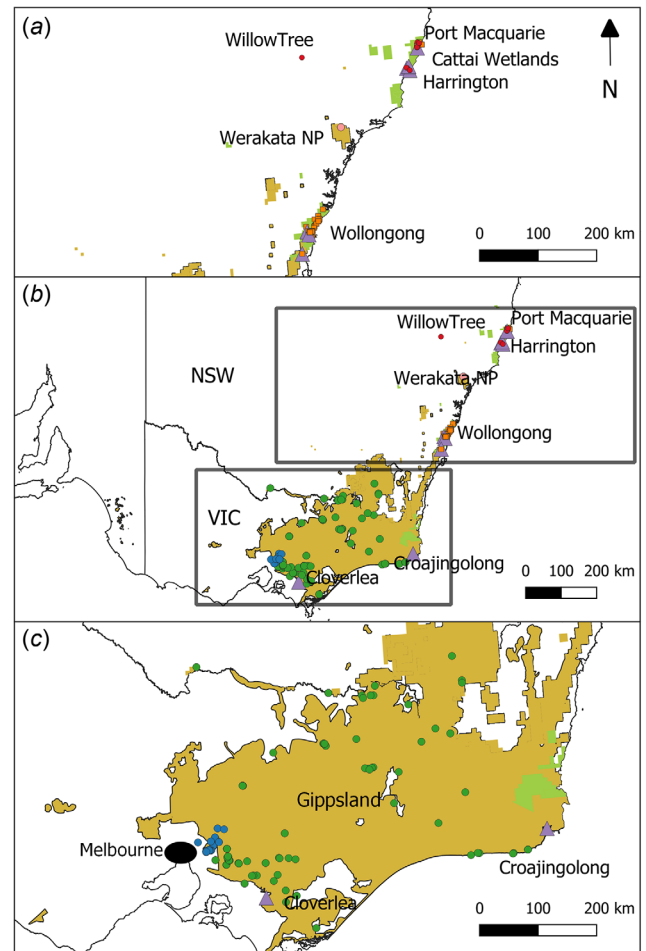 (a)
Port Macquarie
WillowTree
Cattai Wetlands
Harrington
N
Werakata NP
Wollongong
0 100 200 km
(b)
WillowTree
Port Macquarie
Harrington
NSW
Werakata NP
Wollongong
VIC
Croajingolong
Cloverlea
0 100 200 km
(c)
Gippsland
Melbourne
Croajingolong
Cloverlea
0 100 200 km